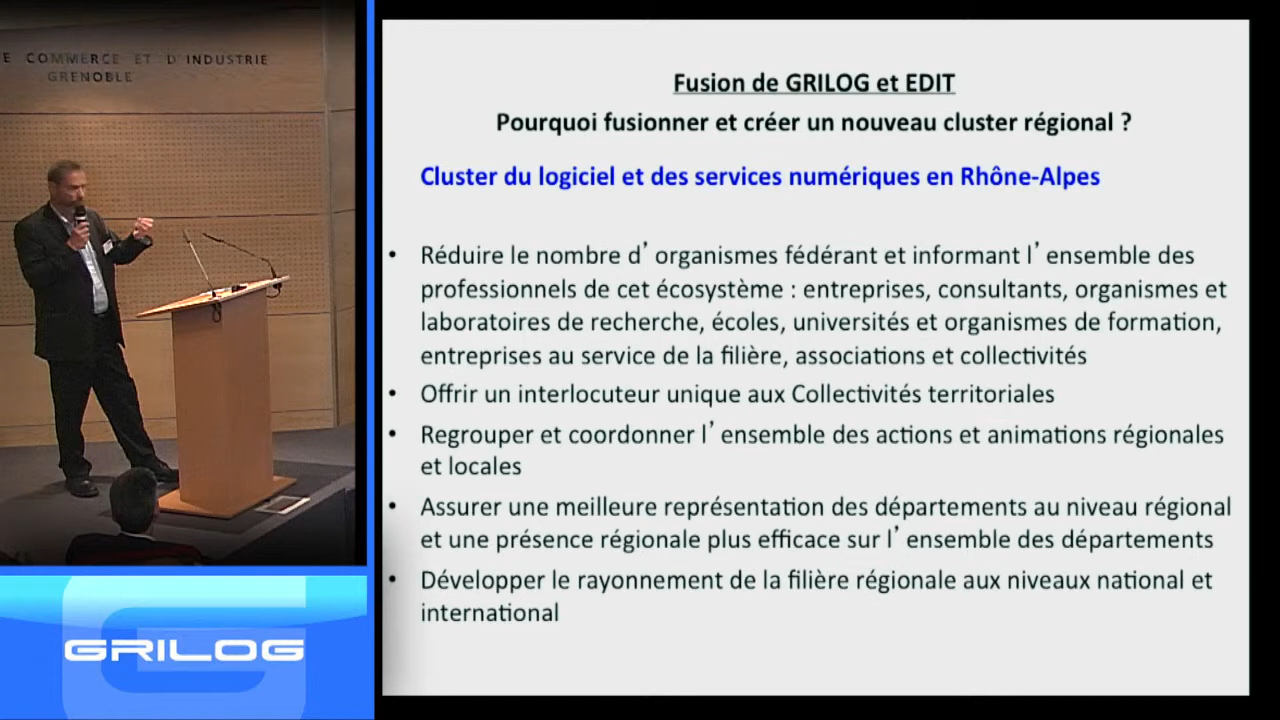 E COMMERCE ET D'INDUSTRIE
GRENOBLE
GRILOG
Fusion de GRILOG et EDIT
Pourquoi fusionner et créer un nouveau cluster régional ?
Cluster du logiciel et des services numériques en Rhône-Alpes
• Réduire le nombre d’ organismes fédérant et informant l’ ensemble des
professionnels de cet écosystème : entreprises, consultants, organismes et
laboratoires de recherche, écoles, universités et organismes de formation,
entreprises au service de la filière, associations et collectivités
• Offrir un interlocuteur unique aux Collectivités territoriales
• Regrouper et coordonner l’ ensemble des actions et animations régionales
et locales
• Assurer une meilleure représentation des départements au niveau régional
et une présence régionale plus efficace sur l’ ensemble des départements
• Développer le rayonnement de la filière régionale aux niveaux national et
international